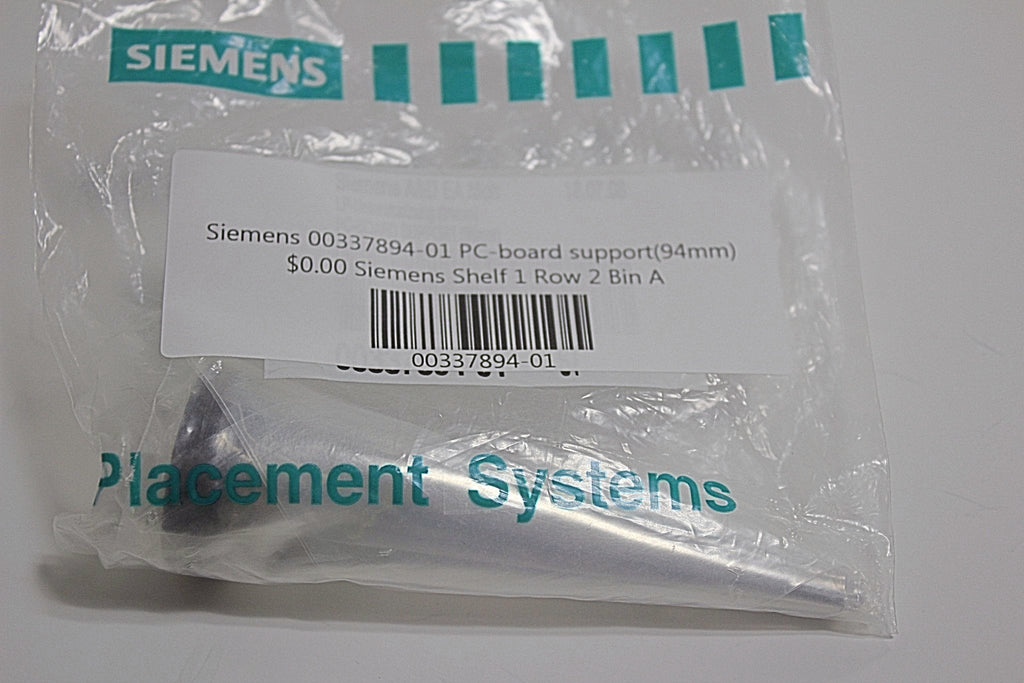 SIEMENS
Siemens 00337894-01 PC-board support(94mm)
$0.00 Siemens Shelf 1 Row 2 Bin A
00337894-01
Placement Systems